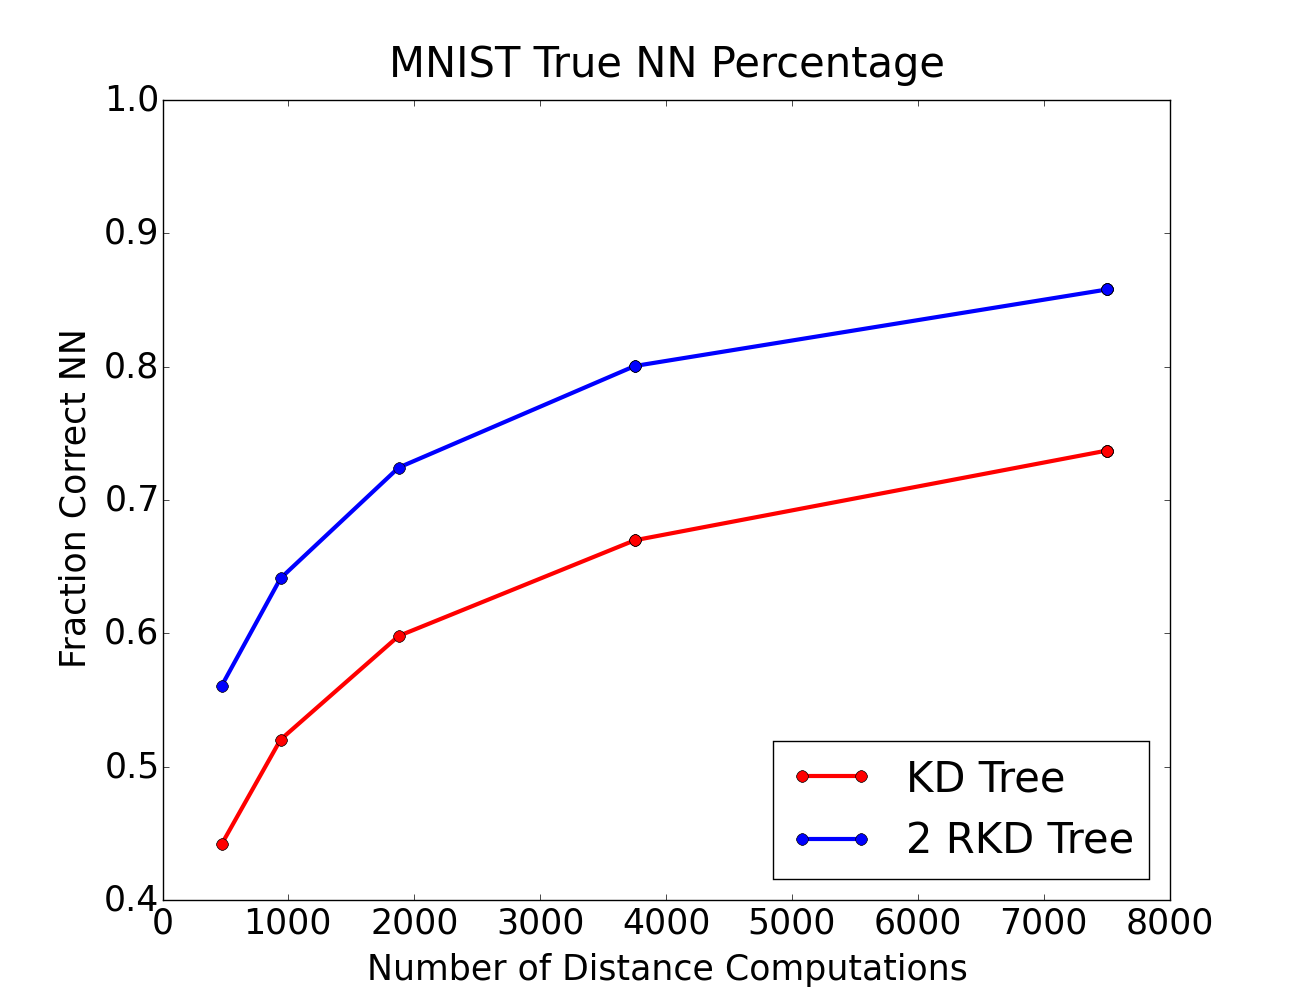 MNIST True NN Percentage
1.0
0.9
0.8
0.7
0.6
0.5
0.4
Fraction Correct NN
KD Tree
2 RKD Tree
0 1000 2000 3000 4000 5000 6000 7000 8000
Number of Distance Computations